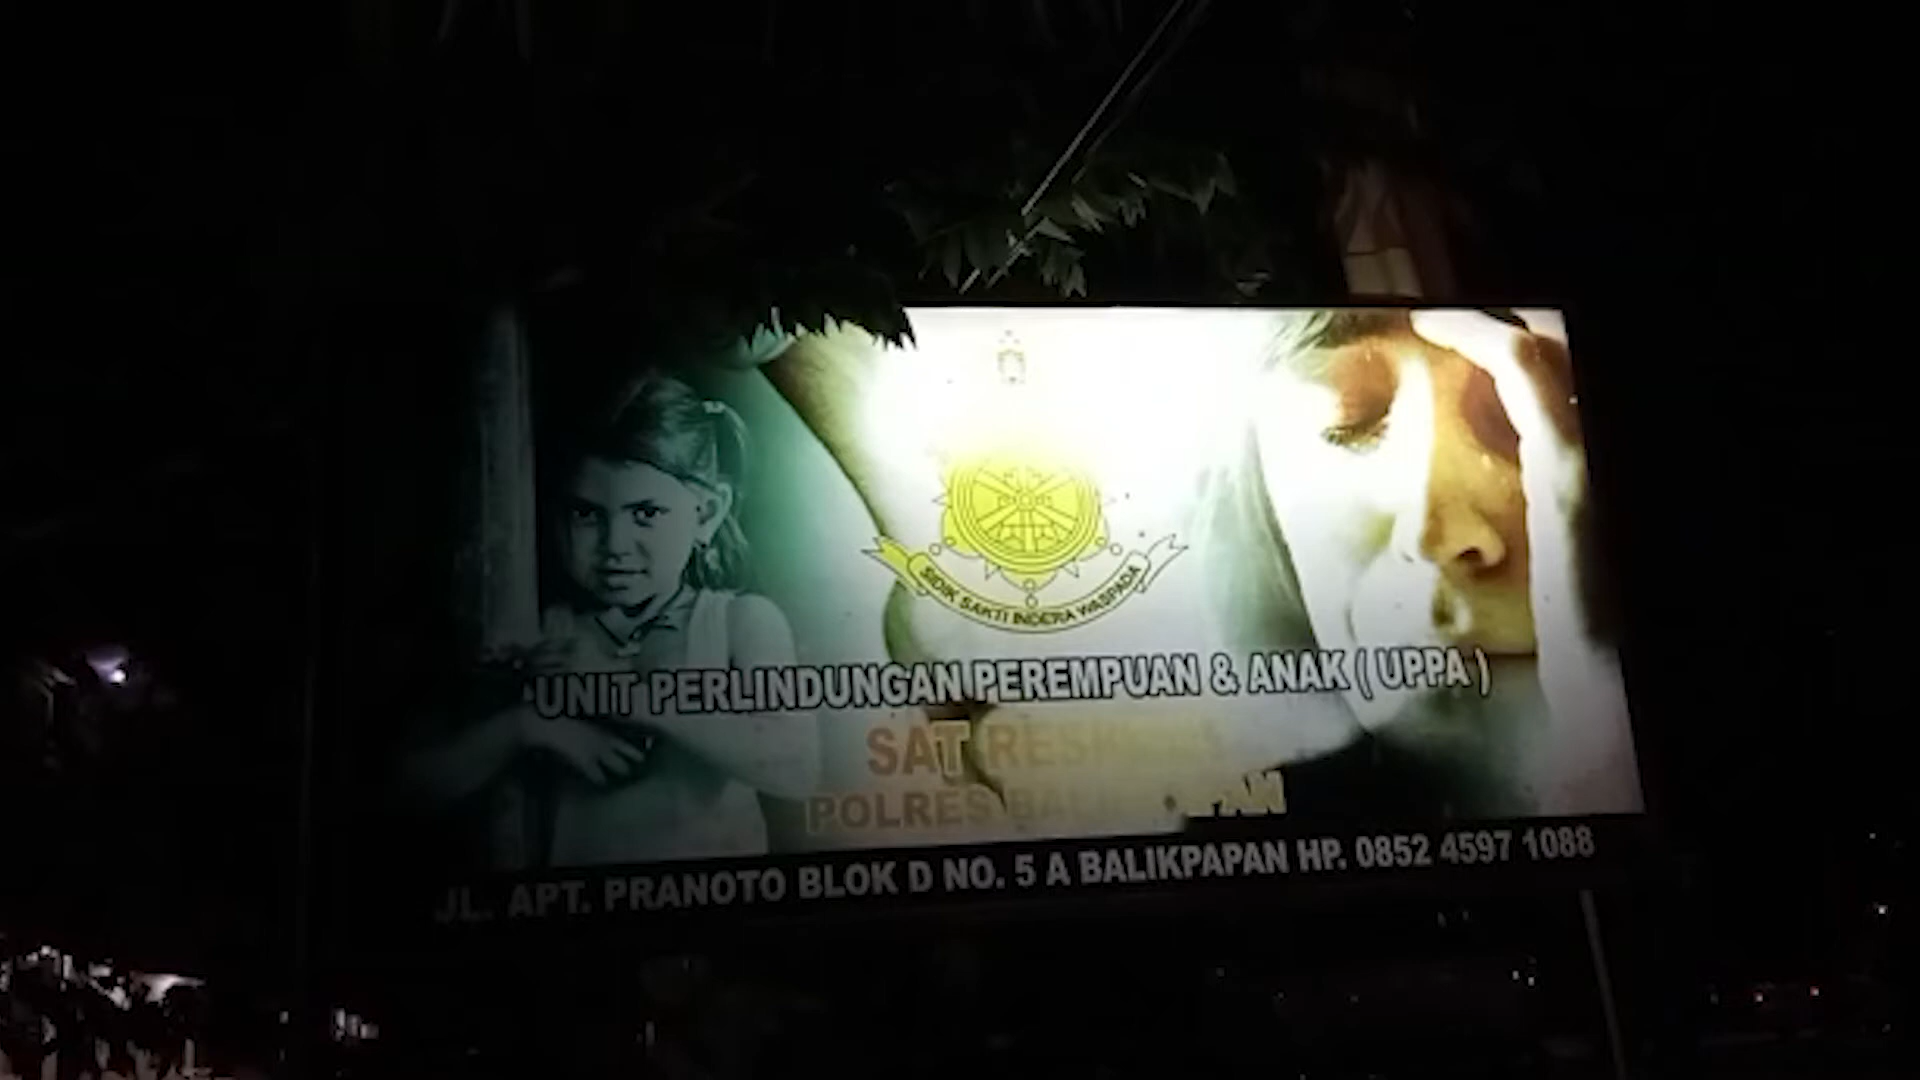 SIDIK SAKTI INDERA WASPADA
UNIT PERLINDUNGAN PEREMPUAN & ANAK ( UPPA )
SAT
POLRES
JL. APT. PRANOTO BLOK D NO. 5 A BALIKPAPAN HP. 0852 4597 1088